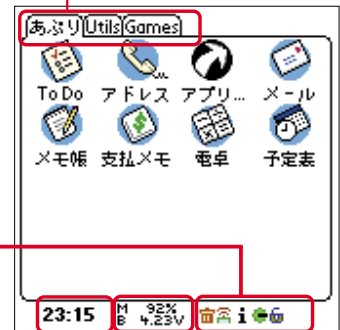 あぷり Utils Games
ToDo アドレス アプリ... メール
メモ帳 支払メモ 電卓 予定表
23:15 M 92%
B 4.23V